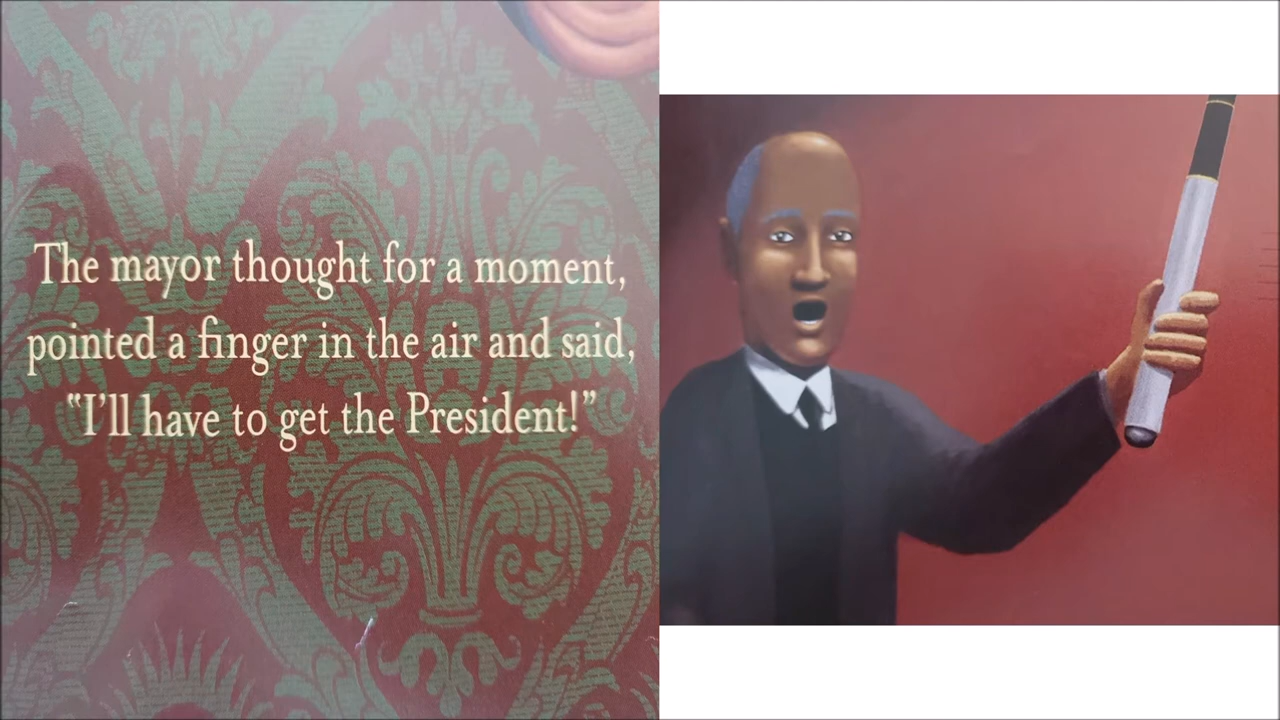 The mayor thought for a moment,
pointed a finger in the air and said,
“I’ll have to get the President!”